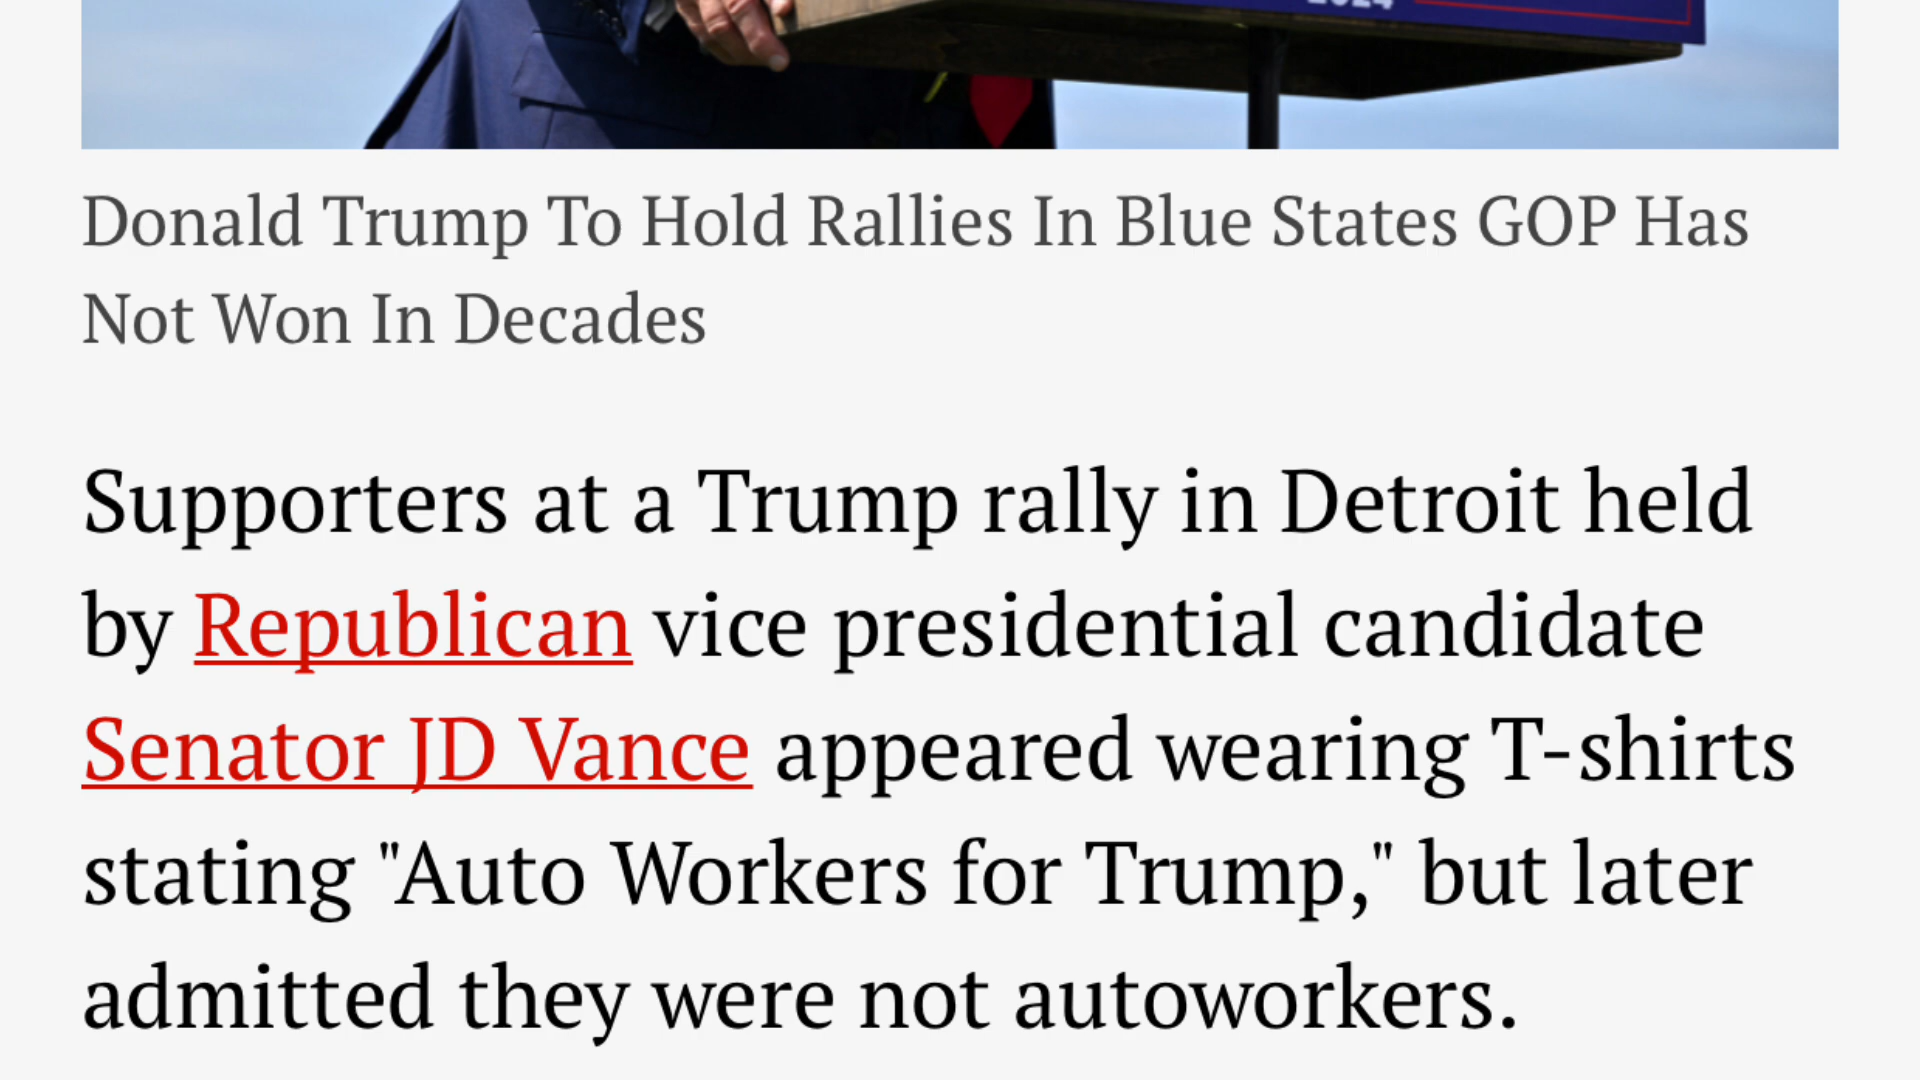 2024
Donald Trump To Hold Rallies In Blue States GOP Has
Not Won In Decades
Supporters at a Trump rally in Detroit held
by Republican vice presidential candidate
Senator JD Vance appeared wearing T-shirts
stating "Auto Workers for Trump," but later
admitted they were not autoworkers.